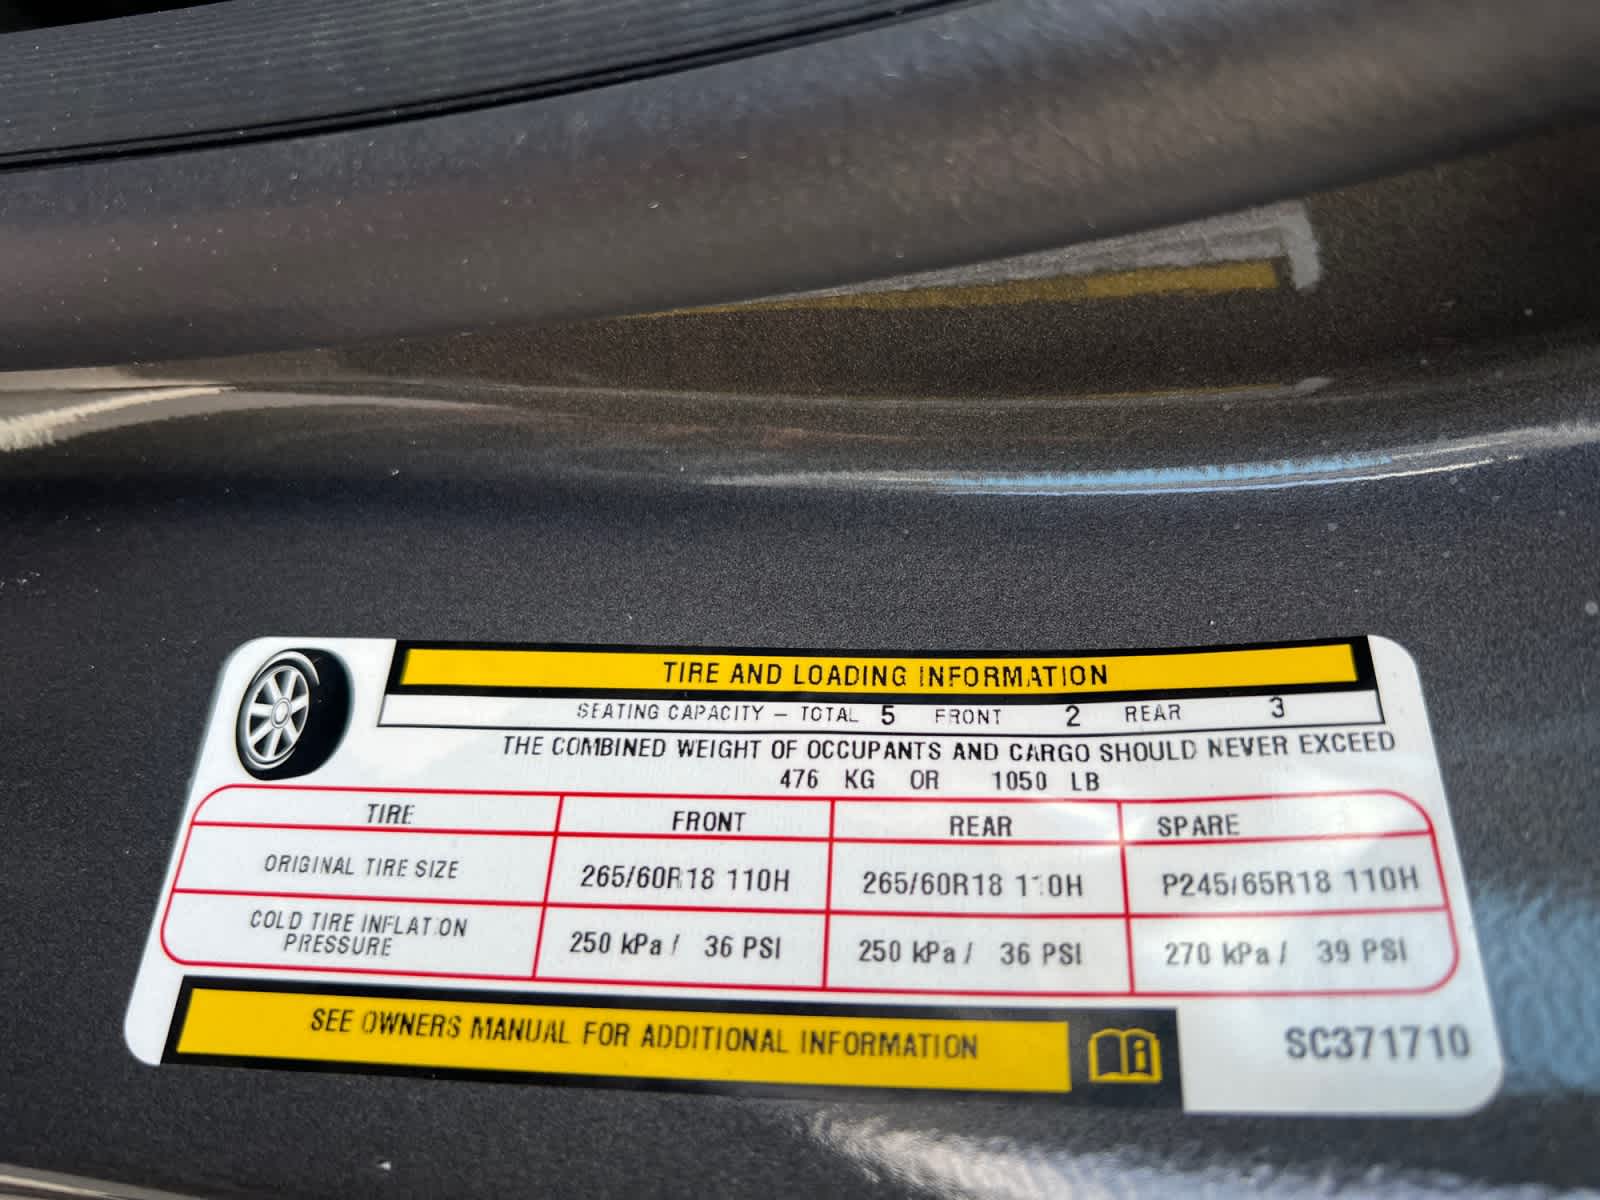 TIRE AND LOADING INFORMATION
SEATING CAPACITY – TOTAL 5 FRONT 2 REAR 3
THE COMBINED WEIGHT OF OCCUPANTS AND CARGO SHOULD NEVER EXCEED
476 KG OR 1050 LB
TIRE FRONT REAR SPARE
ORIGINAL TIRE SIZE 265/60R18 110H 265/60R18 110H P245/65R18 110H
COLD TIRE INFLATION
PRESSURE 250 kPa / 36 PSI 250 kPa / 36 PSI 270 kPa / 39 PSI
SEE OWNERS MANUAL FOR ADDITIONAL INFORMATION
SC371710